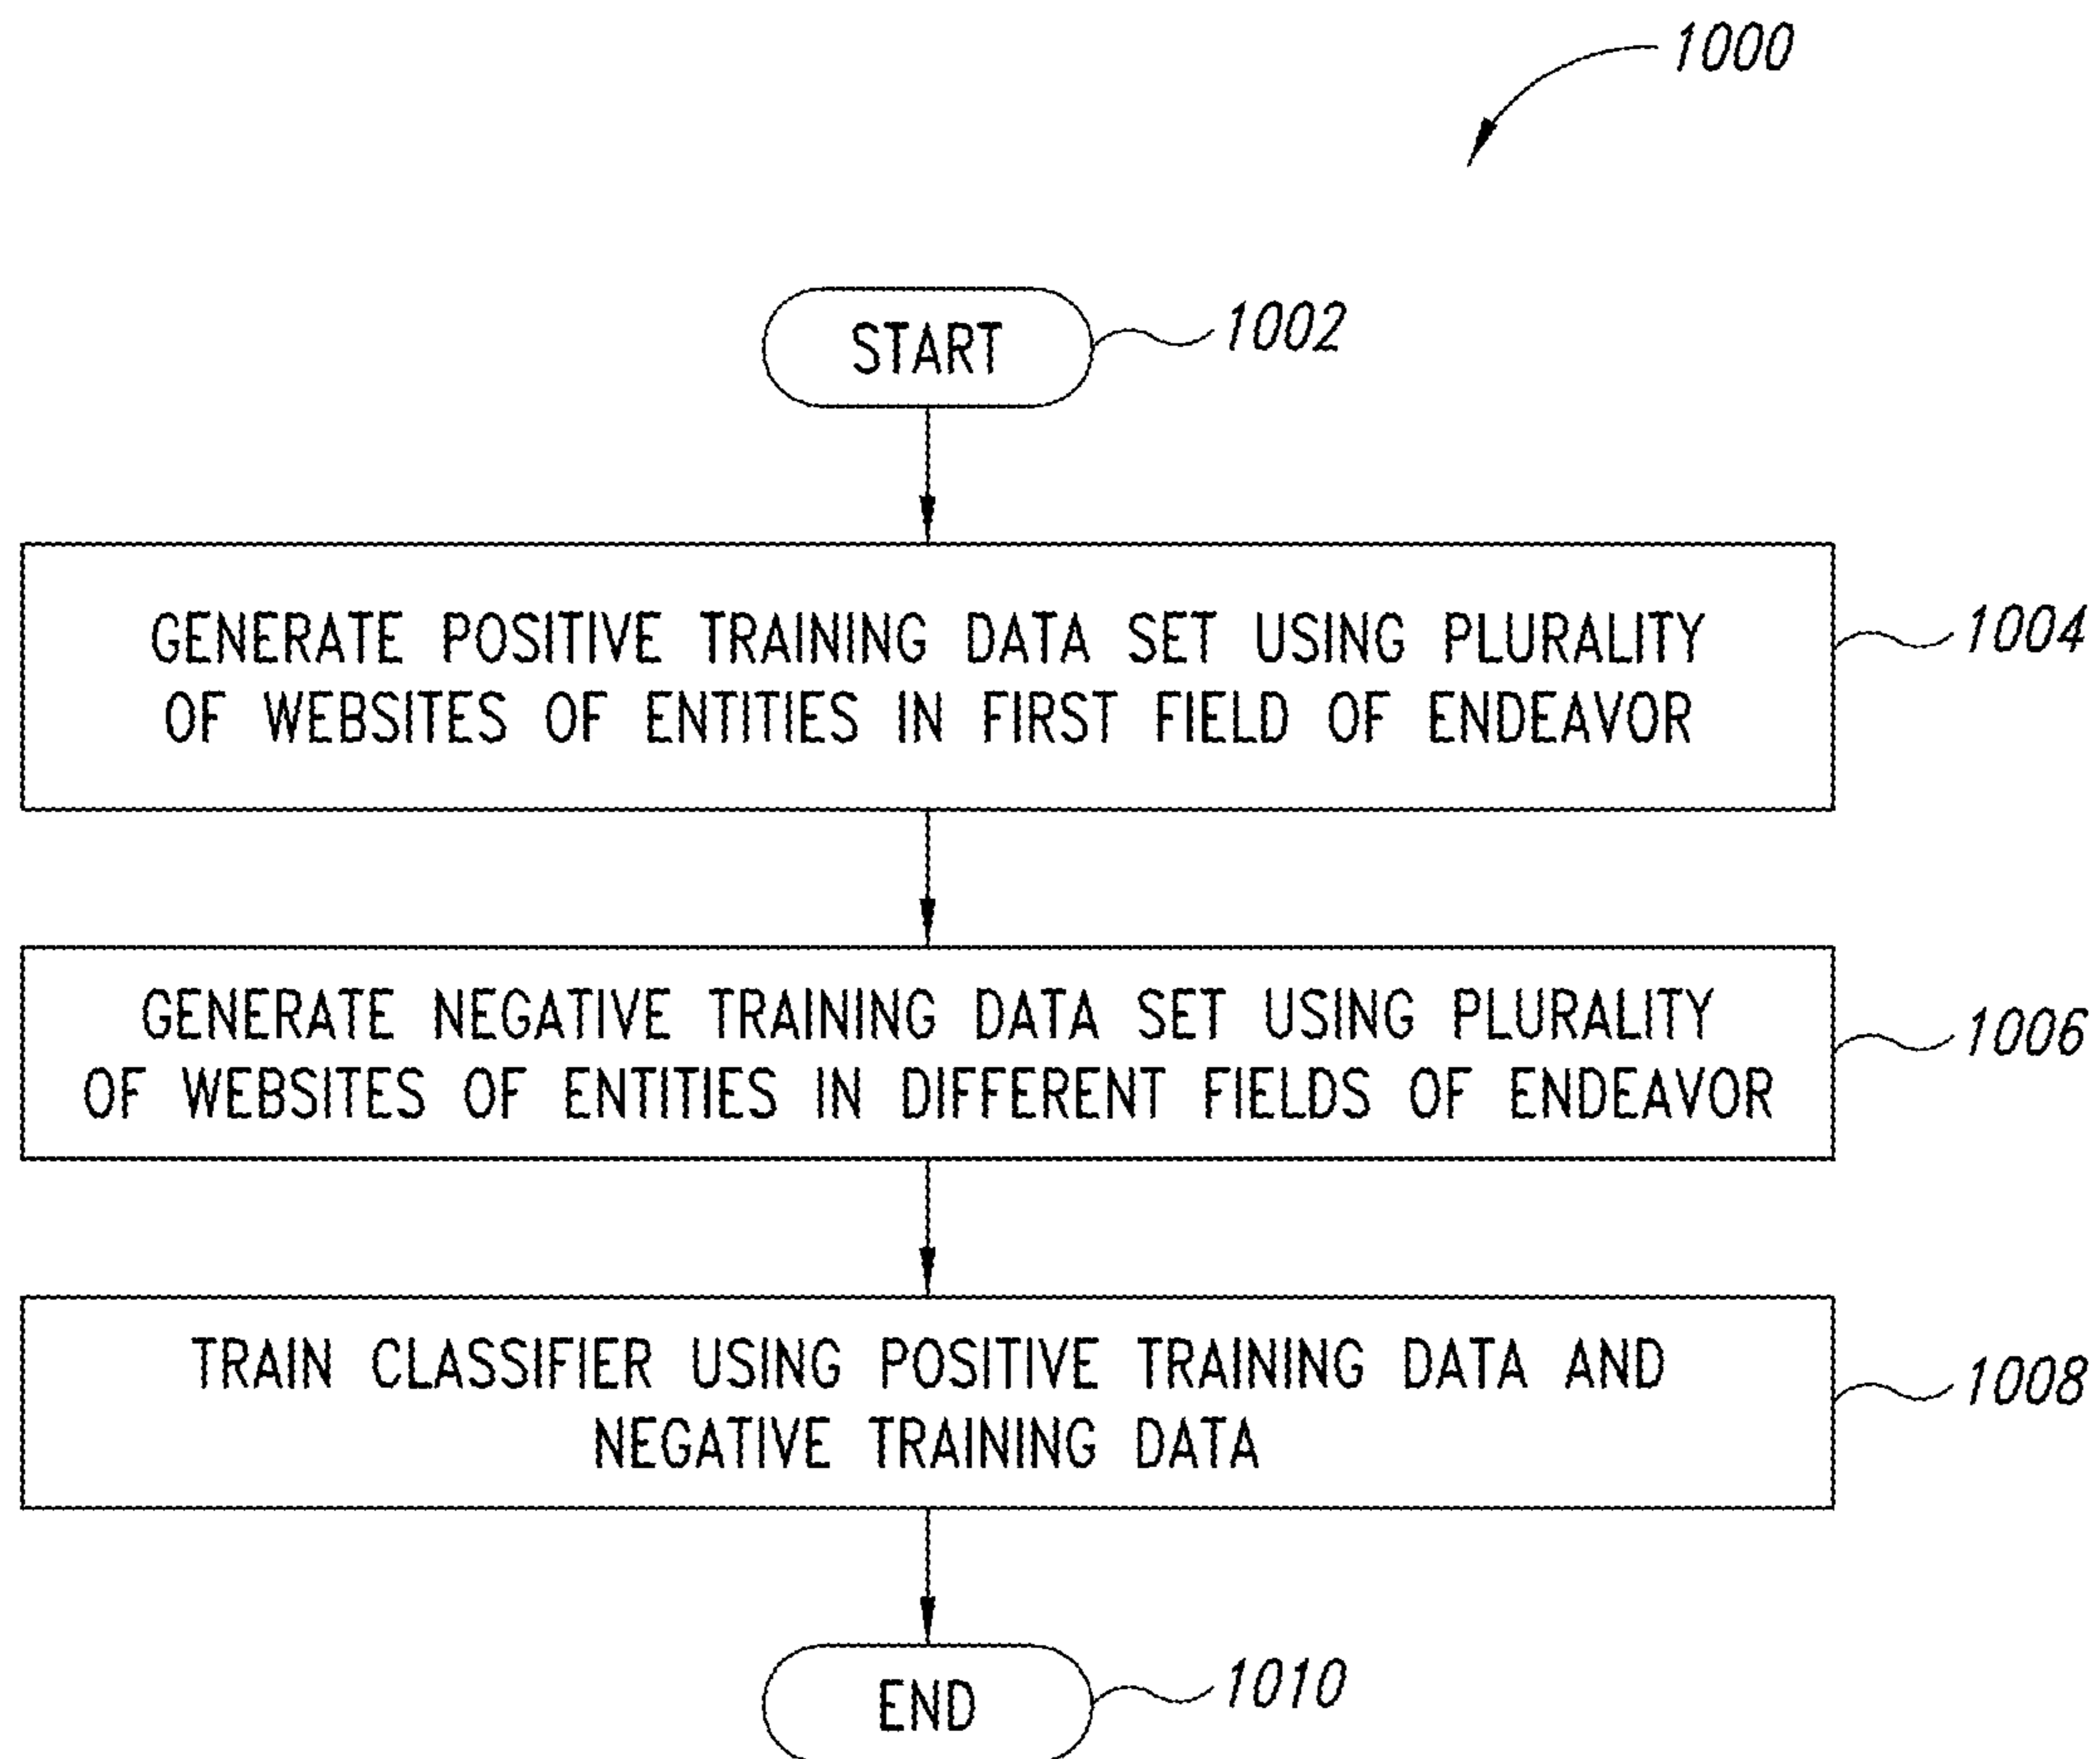 1000
START
1002
GENERATE POSITIVE TRAINING DATA SET USING PLURALITY
OF WEBSITES OF ENTITIES IN FIRST FIELD OF ENDEAVOR
1004
GENERATE NEGATIVE TRAINING DATA SET USING PLURALITY
OF WEBSITES OF ENTITIES IN DIFFERENT FIELDS OF ENDEAVOR
1006
TRAIN CLASSIFIER USING POSITIVE TRAINING DATA AND
NEGATIVE TRAINING DATA
1008
END
1010